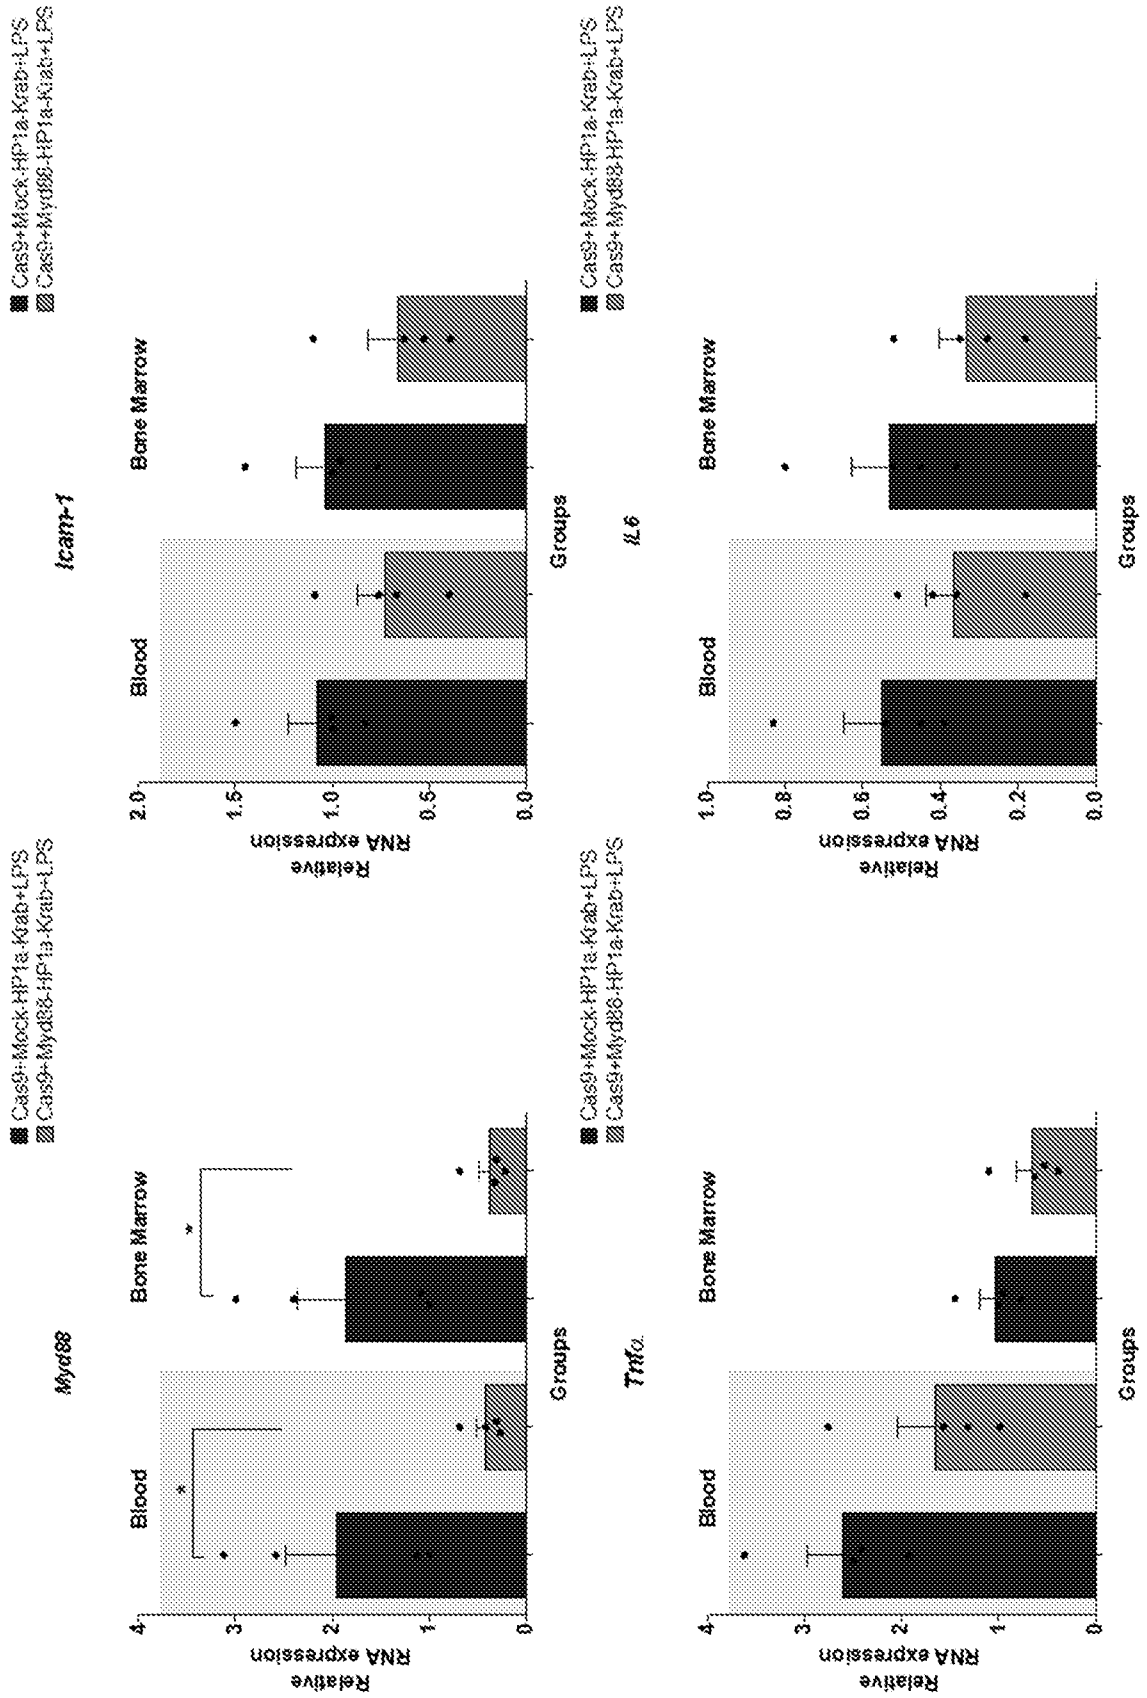 Myd88
■ Cas9+Mock-HP1a-Krab+LPS
▨ Cas9+Myd88-HP1a-Krab+LPS
Blood
Bone Marrow
Relative
RNA expression
4
3
2
1
0
*
*
Groups
Icam-1
■ Cas9+Mock-HP1a-Krab+LPS
▨ Cas9+Myd88-HP1a-Krab+LPS
Blood
Bone Marrow
Relative
RNA expression
2.0
1.5
1.0
0.5
0.0
Groups
Tnfα
■ Cas9+Mock-HP1a-Krab+LPS
▨ Cas9+Myd88-HP1a-Krab+LPS
Blood
Bone Marrow
Relative
RNA expression
4
3
2
1
0
Groups
IL6
■ Cas9+Mock-HP1a-Krab+LPS
▨ Cas9+Myd88-HP1a-Krab+LPS
Blood
Bone Marrow
Relative
RNA expression
1.0
0.8
0.6
0.4
0.2
0.0
Groups